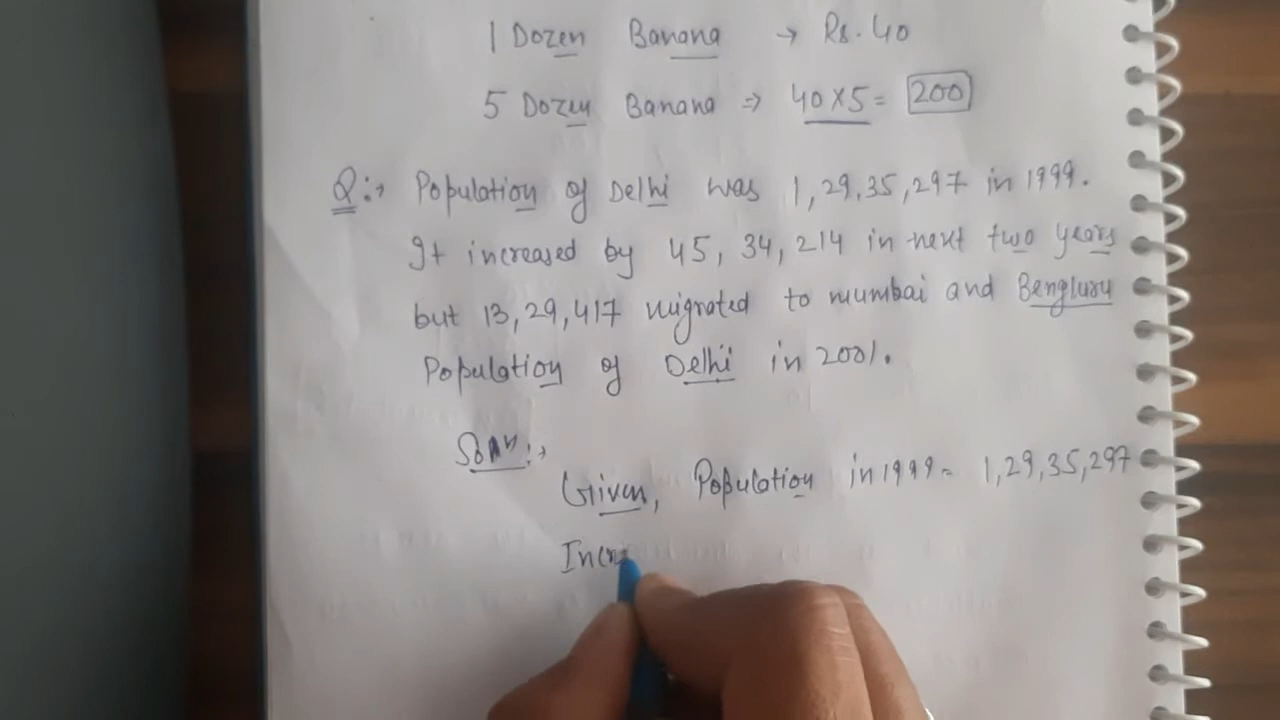 1 Dozen Banana → Rs. 40
5 Dozen Banana ⇒ 40×5 = 200
Q:→ Population of Delhi was 1,29,35,297 in 1999.
It increased by 45, 34, 214 in next two years
but 13,29,417 migrated to mumbai and Bengluru
Population of Delhi in 2001.
Soln:→
Given, Population in 1999= 1,29,35,297
Incr